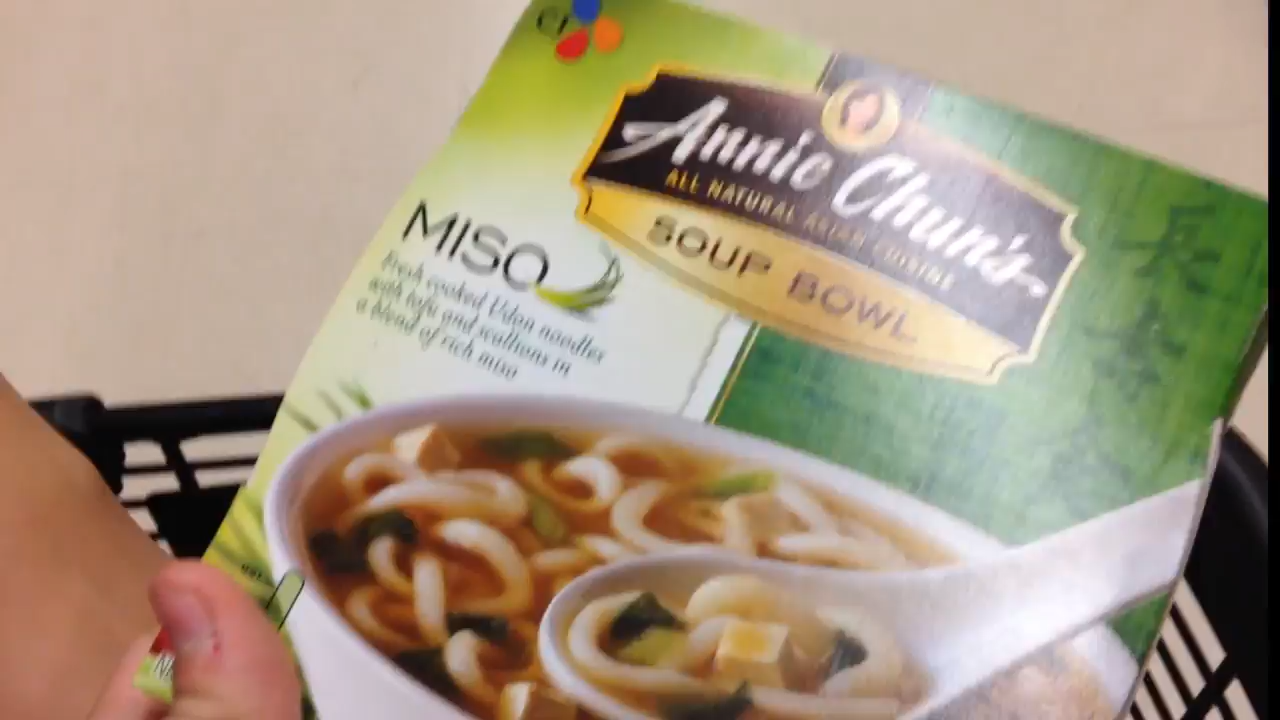 CJ
Annie Chun's
ALL NATURAL ASIAN CUISINE
SOUP BOWL
MISO
Fresh cooked Udon noodles
with tofu and scallions in
a blend of rich miso